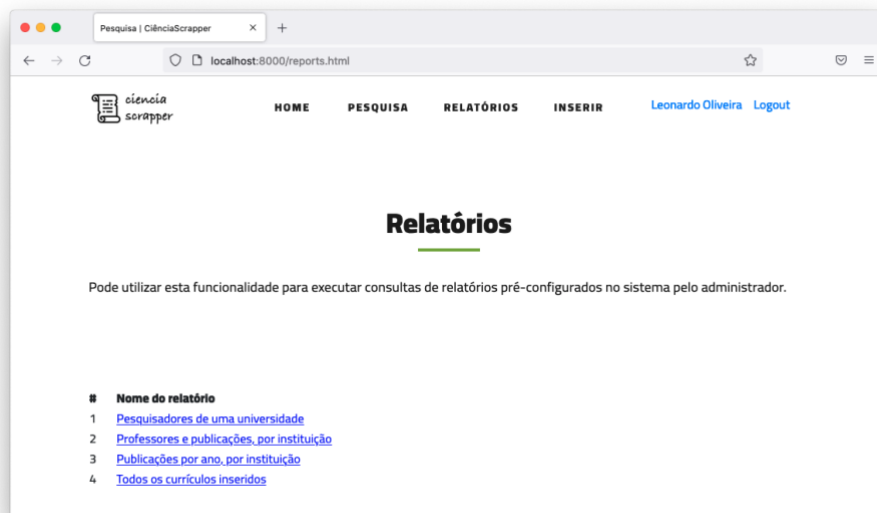 Pesquisa | CiênciaScrapper
localhost:8000/reports.html
ciencia
scrapper
HOME PESQUISA RELATÓRIOS INSERIR Leonardo Oliveira Logout
Relatórios
Pode utilizar esta funcionalidade para executar consultas de relatórios pré-configurados no sistema pelo administrador.
# Nome do relatório
1 Pesquisadores de uma universidade
2 Professores e publicações, por instituição
3 Publicações por ano, por instituição
4 Todos os currículos inseridos